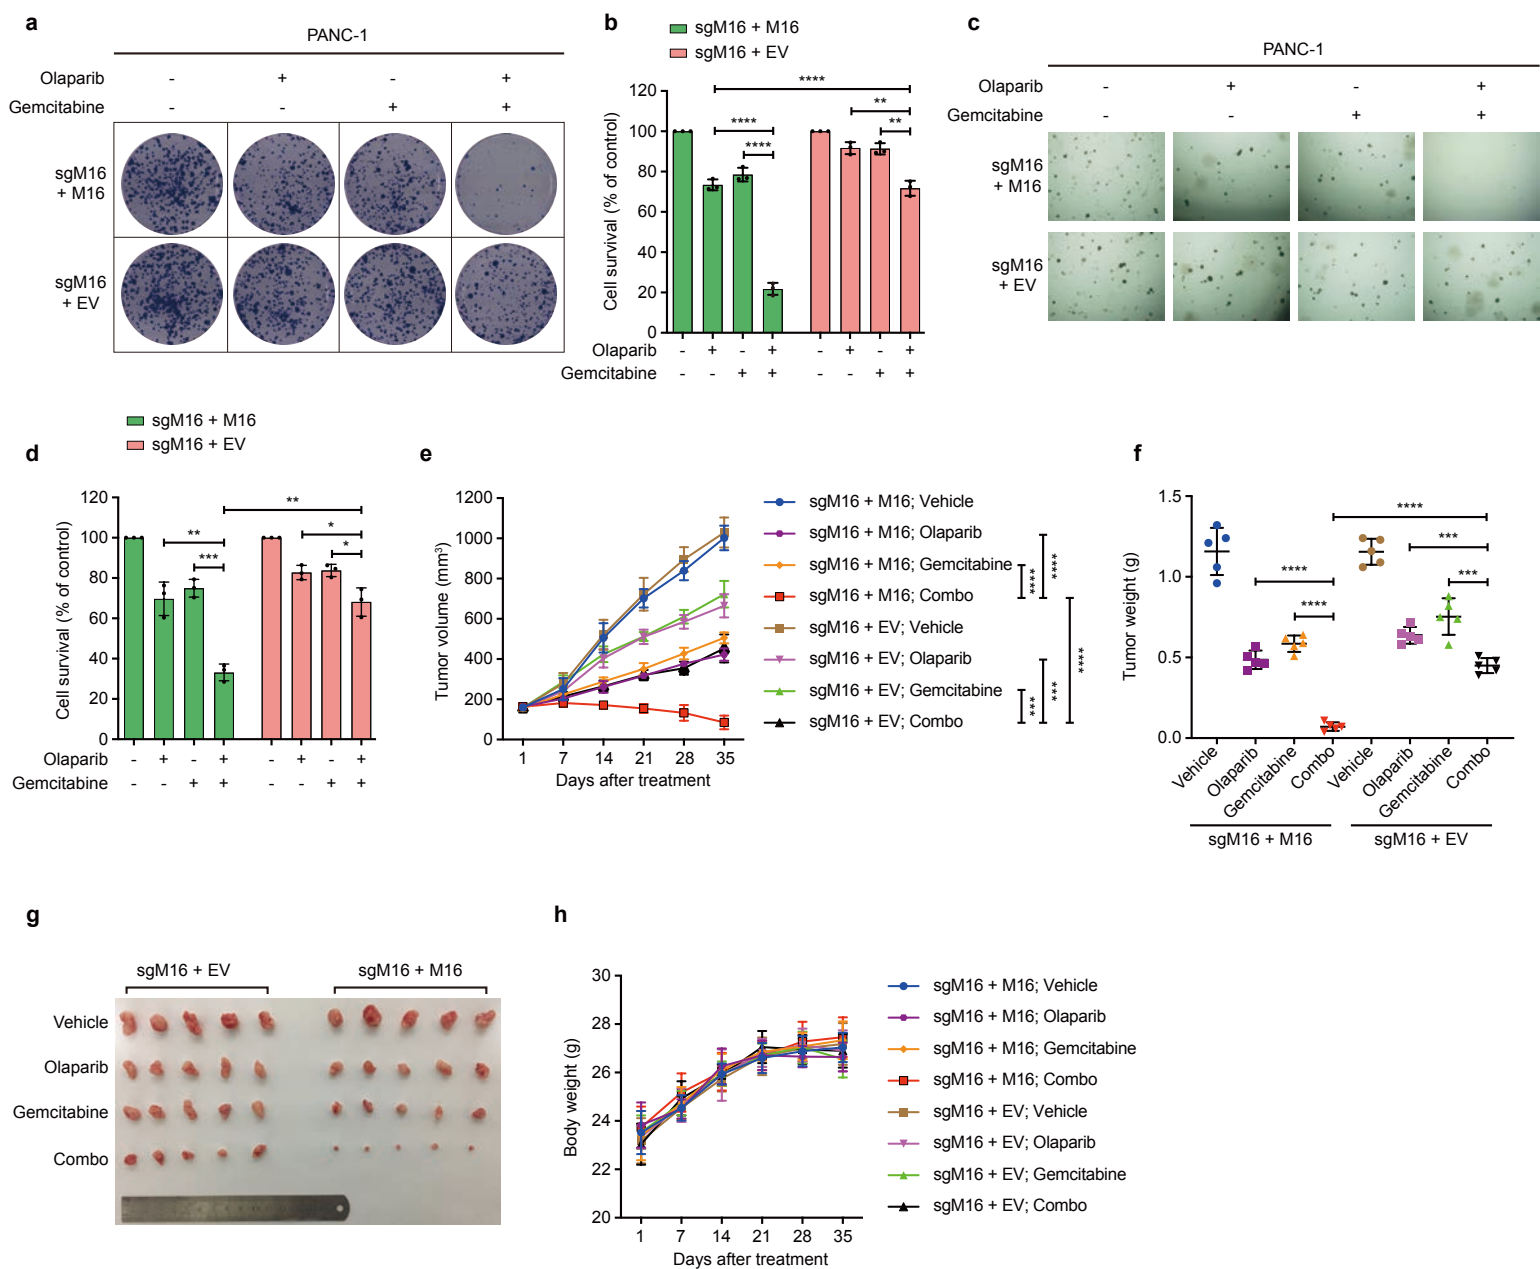 a
PANC-1
Olaparib - + - +
Gemcitabine - - + +
sgM16
+ M16
sgM16
+ EV
b
sgM16 + M16
sgM16 + EV
Cell survival (% of control)
120
100
80
60
40
20
0
****
**
**
****
****
Olaparib - + - + - + - +
Gemcitabine - - + + - - + +
c
PANC-1
Olaparib - + - +
Gemcitabine - - + +
sgM16
+ M16
sgM16
+ EV
d
sgM16 + M16
sgM16 + EV
Cell survival (% of control)
120
100
80
60
40
20
0
**
*
*
**
***
Olaparib - + - + - + - +
Gemcitabine - - + + - - + +
e
Tumor volume (mm³)
1200
1000
800
600
400
200
0
1 7 14 21 28 35
Days after treatment
sgM16 + M16; Vehicle
sgM16 + M16; Olaparib
sgM16 + M16; Gemcitabine
sgM16 + M16; Combo
sgM16 + EV; Vehicle
sgM16 + EV; Olaparib
sgM16 + EV; Gemcitabine
sgM16 + EV; Combo
****
****
****
***
***
f
Tumor weight (g)
1.5
1.0
0.5
0.0
****
***
***
****
****
Vehicle Olaparib Gemcitabine Combo Vehicle Olaparib Gemcitabine Combo
sgM16 + M16 sgM16 + EV
g
sgM16 + EV sgM16 + M16
Vehicle
Olaparib
Gemcitabine
Combo
h
Body weight (g)
30
28
26
24
22
20
1 7 14 21 28 35
Days after treatment
sgM16 + M16; Vehicle
sgM16 + M16; Olaparib
sgM16 + M16; Gemcitabine
sgM16 + M16; Combo
sgM16 + EV; Vehicle
sgM16 + EV; Olaparib
sgM16 + EV; Gemcitabine
sgM16 + EV; Combo